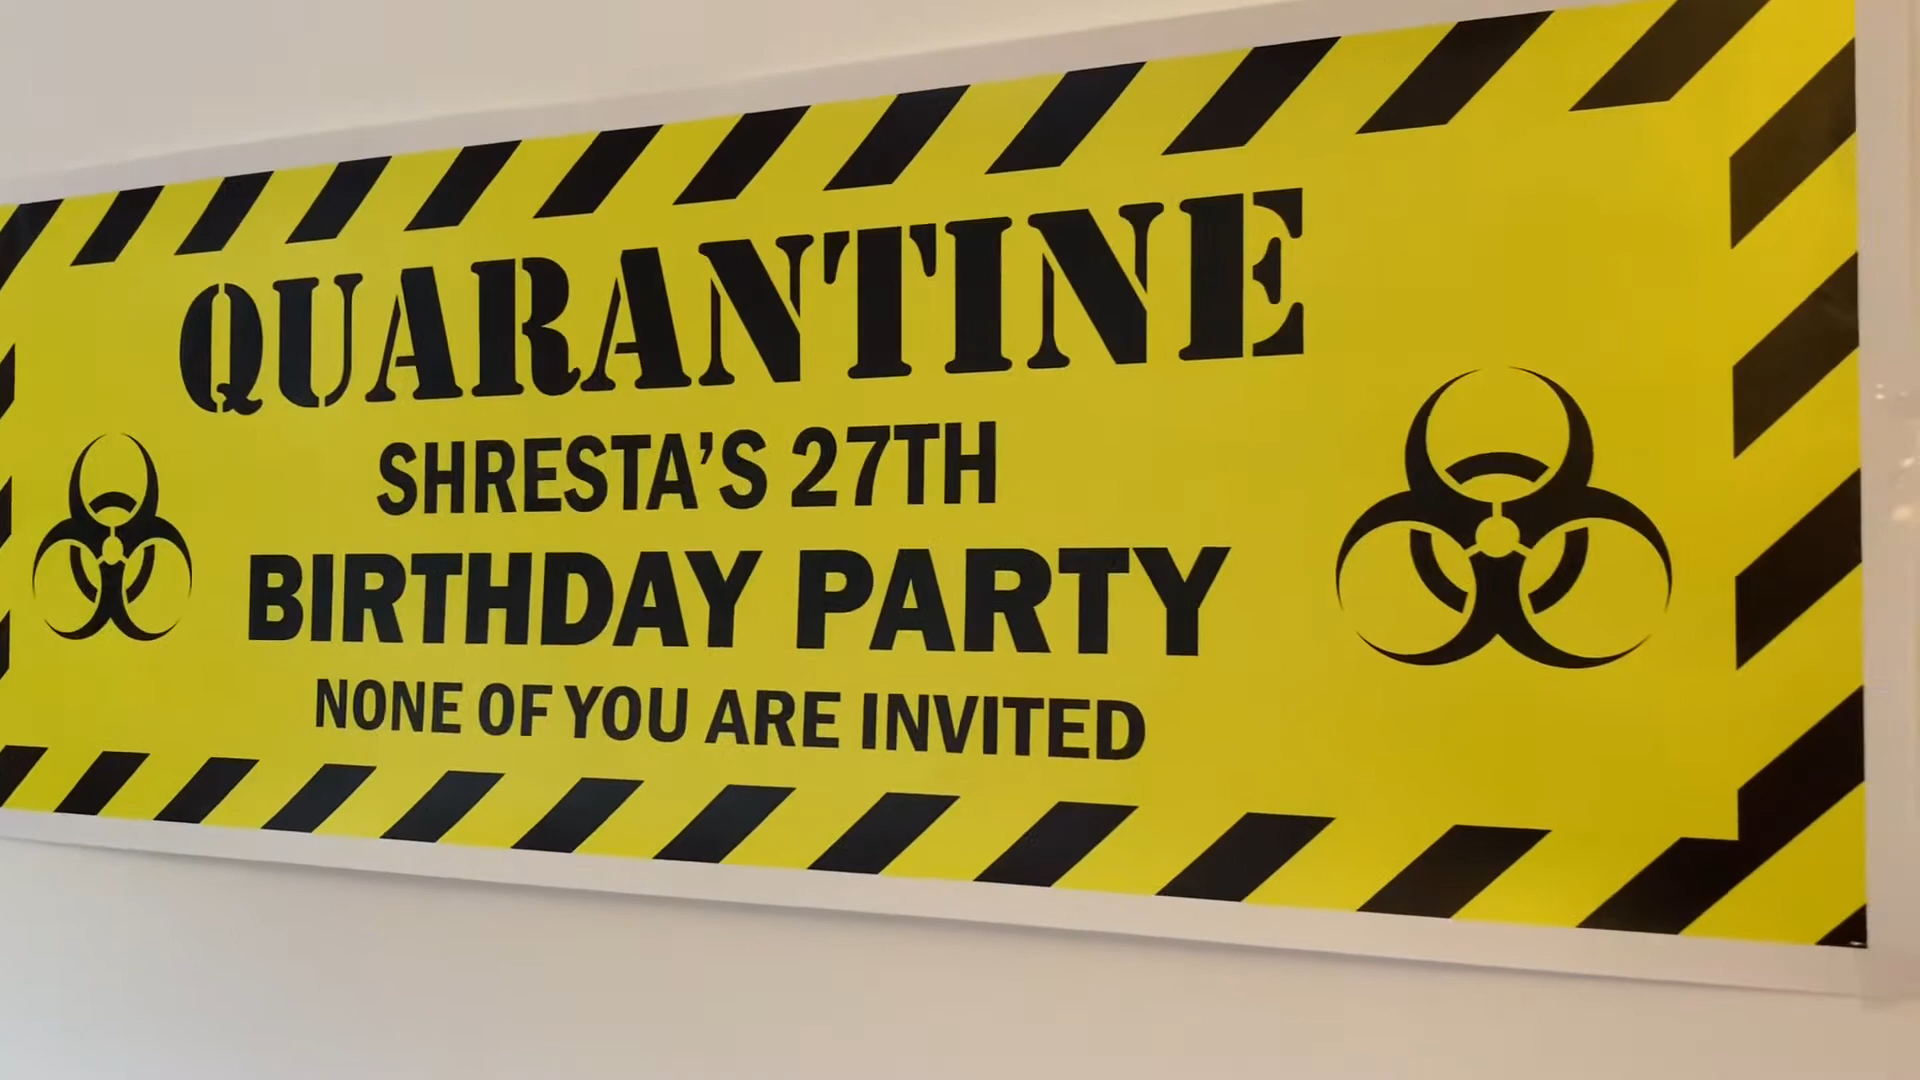 QUARANTINE
SHRESTA'S 27TH
BIRTHDAY PARTY
NONE OF YOU ARE INVITED